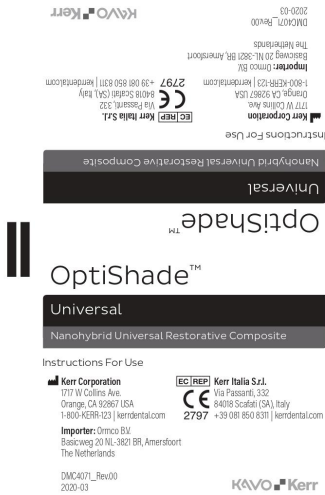 OptiShade™
Universal
Nanohybrid Universal Restorative Composite
Instructions For Use
Kerr Corporation
1717 W Collins Ave.
Orange, CA 92867 USA
1-800-KERR-123 | kerrdental.com
Importer: Ormco B.V.
Basicweg 20 NL-3821 BR, Amersfoort
The Netherlands
DMC4071_Rev.00
2020-03
EC REP Kerr Italia S.r.l.
Via Passanti, 332
84018 Scafati (SA), Italy
CE 2797 +39 081 850 8311 | kerrdental.com
KAVO Kerr
OptiShade™
Universal
Nanohybrid Universal Restorative Composite
Instructions For Use
Kerr Corporation
1717 W Collins Ave.
Orange, CA 92867 USA
1-800-KERR-123 | kerrdental.com
Importer: Ormco B.V.
Basicweg 20 NL-3821 BR, Amersfoort
The Netherlands
DMC4071_Rev.00
2020-03
EC REP Kerr Italia S.r.l.
Via Passanti, 332
84018 Scafati (SA), Italy
CE 2797 +39 081 850 8311 | kerrdental.com
KAVO Kerr